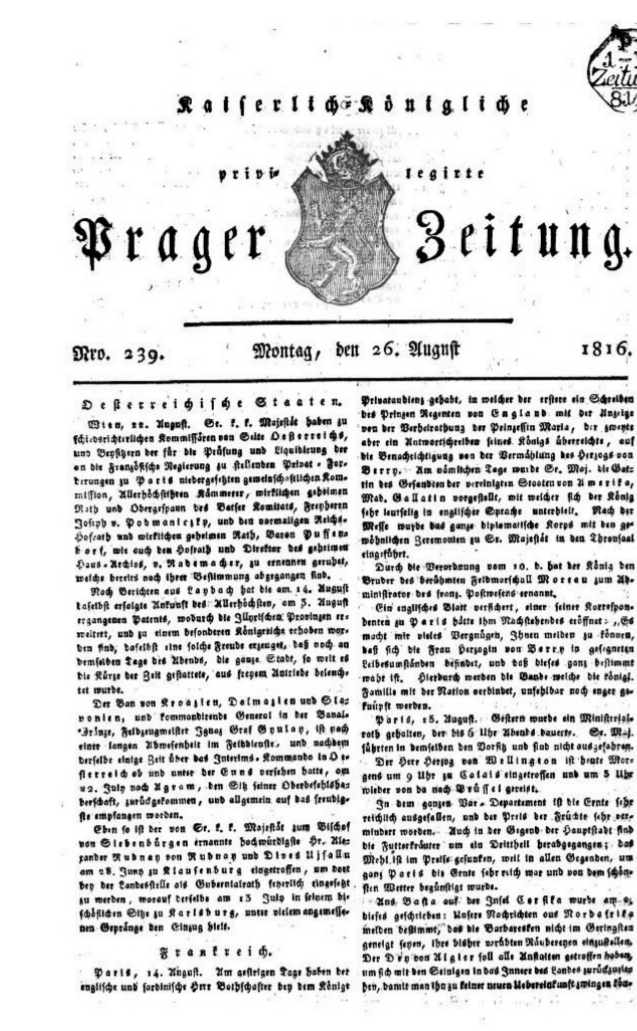 Kaiserlich-Königliche
privi- legirte
Prager Zeitung.
Nro. 239. Montag, den 26. August 1816.
Oesterreichische Staaten.
Wien, 22. August. Se. k. k. Majestät haben zu
schiedsrichterlichen Kommissären von Seite Oesterreichs,
und Beysitzern der für die Prüfung und Liquidirung der
an die Französische Regierung zu stellenden Privat-For-
derungen zu Paris niedergesetzten gemeinschaftlichen Kom-
mission, Allerhöchstihren Kämmerer, wirklichen geheimen
Rath und Obergespann des Batser Komitats, Freyherrn
Joseph v. Podmaniczky, und den vormaligen Reichs-
Hofrath und wirklichen geheimen Rath, Baron Puffen-
dorf, wie auch den Hofrath und Direktor des geheimen
Haus-Archivs, v. Rademacher, zu ernennen geruhet,
welche bereits nach ihrer Bestimmung abgegangen sind.
Nach Berichten aus Laybach hat die am 14. August
daselbst erfolgte Ankunft des Allerhöchsten, am 3. August
ergangenen Patents, wodurch die Illyrischen Provinzen er-
weitert, und zu einem besonderen Königreiche erhoben wor-
den sind, daselbst eine solche Freude erzeuget, daß noch an
demselben Tage des Abends, die ganze Stadt, so weit es
die Kürze der Zeit gestattete, aus freyem Antriebe beleuch-
tet wurde.
Der Ban von Kroazien, Dalmazien und Sla-
vonien, und kommandirende General in der Banal-
Gränze, Feldzeugmeister Ignaz Graf Gyulay, ist nach
einer langen Abwesenheit im Felddienste, und nachdem
derselbe einige Zeit über das Interims-Kommando in Oe-
sterreich ob und unter der Enns versehen hatte, am
22. July nach Agram, den Sitz seiner Oberbefehlsha-
berschaft, zurückgekommen, und allgemein auf das freudig-
ste empfangen worden.
Eben so ist der von Sr. k. k. Majestät zum Bischof
von Siebenbürgen ernannte hochwürdigste Hr. Ale-
xander Rudnay von Rudnay und Dives Ujfalu
am 28. Juny zu Klausenburg eingetroffen, um dort
bey der Landesstelle als Gubernialrath feyerlich eingesetzt
zu werden, worauf derselbe am 13 July in seinem bi-
schöflichen Sitze zu Karlsburg, unter vielem angemesse-
nen Gepränge den Einzug hielt.
Frankreich.
Paris, 14. August. Am gestrigen Tage haben der
englische und sardinische Herr Bothschafter bey dem Könige
Privataudienz gehabt, in welcher der erstere ein Schreiben
des Prinzen Regenten von England mit der Anzeige
von der Verheirathung der Prinzessin Maria, der zweyte
aber ein Antwortschreiben seines Königs überreichte, auf
die Benachrichtigung von der Vermählung des Herzogs von
Berry. Am nämlichen Tage wurde Sr. Maj. die Gat-
tin des Gesandten der vereinigten Staaten von Amerika,
Mad. Gallatin vorgestellt, mit welcher sich der König
sehr leutselig in englischer Sprache unterhielt. Nach der
Messe wurde das ganze diplomatische Korps mit den ge-
wöhnlichen Zeremonien zu Sr. Majestät in den Thronsaal
eingeführt.
Durch die Verordnung vom 10. d. hat der König den
Bruder des berühmten Feldmarschall Moreau zum Ad-
ministrator des franz. Postwesens ernannt.
Ein englisches Blatt versichert, einer seiner Korrespon-
denten zu Paris hätte ihm Nachstehendes eröffnet: „Es
macht mir vieles Vergnügen, Ihnen melden zu können,
daß sich die Frau Herzogin von Berry in gesegneten
Leibesumständen befindet, und daß dieses ganz bestimmt
wahr ist. Hierdurch werden die Bande welche die königl.
Familie mit der Nation verbindet, unfehlbar noch enger ge-
knüpft werden.
Paris, 15. August. Gestern wurde ein Ministerial-
rath gehalten, der bis 6 Uhr Abends dauerte. Se. Maj.
führten in demselben den Vorsitz und sind nicht ausgefahren.
Der Herr Herzog von Wellington ist heute Mor-
gens um 9 Uhr zu Calais eingetroffen und um 5 Uhr
wieder von da nach Brüssel gereist.
In dem ganzen Var-Departement ist die Ernte sehr
reichlich ausgefallen, und der Preis der Früchte sehr ver-
mindert worden. Auch in der Gegend der Hauptstadt sind
die Futterkräuter um ein Drittheil herabgegangen; das
Mehl ist im Preise gesunken, weil in allen Gegenden, um
ganz Paris die Ernte sehr reich war und von dem schön-
sten Wetter begünstigt wurde.
Aus Basta auf der Insel Corsika wurde am
dieses geschrieben: Unsere Nachrichten aus Nordafrika
melden bestimmt, daß die Barbaresken nicht im Geringsten
geneigt seyen, ihre bisher verübten Räubereyen einzustellen.
Der Dey von Algier soll alle Anstalten getroffen haben,
um sich mit den Seinigen in das Innere des Landes zurückzuzie
hen, damit man ihn zu keiner neuen Uebereinkunft zwingen kön-